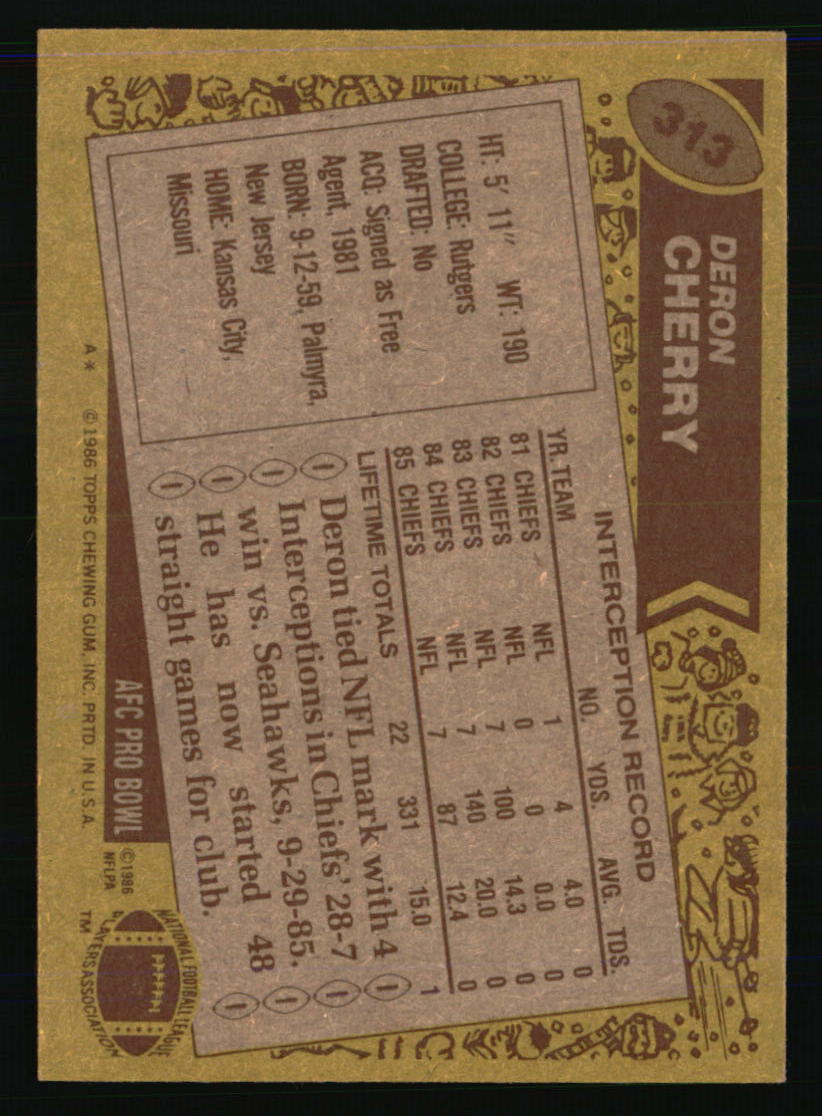 313
DERON
CHERRY
HT: 5' 11" WT: 190
COLLEGE: Rutgers
DRAFTED: No
ACQ: Signed as Free
Agent, 1981
BORN: 9-12-59, Palmyra,
New Jersey
HOME: Kansas City,
Missouri
INTERCEPTION RECORD
YR. TEAM NO. YDS. AVG. TDS.
81 CHIEFS NFL 1 4 4.0 0
82 CHIEFS NFL 0 0 0.0 0
83 CHIEFS NFL 7 100 14.3 0
84 CHIEFS NFL 7 140 20.0 0
85 CHIEFS NFL 7 87 12.4 0
LIFETIME TOTALS 22 331 15.0 1
Deron tied NFL mark with 4
Interceptions in Chiefs' 28-7
win vs. Seahawks, 9-29-85.
He has now started 48
straight games for club.
AFC PRO BOWL
A* ©1986 TOPPS CHEWING GUM, INC. PRTD. IN U.S.A.
©1986
NFLPA
NATIONAL FOOTBALL LEAGUE
PLAYERS ASSOCIATION
TM